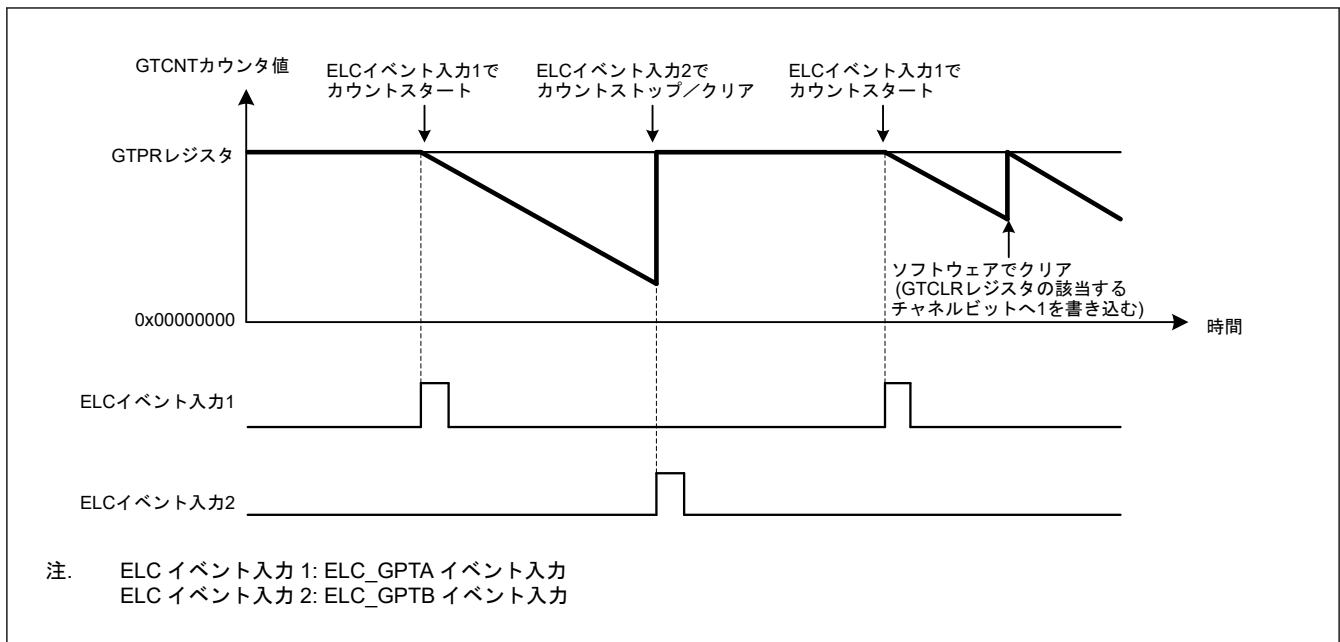 GTCNTカウンタ値
ELCイベント入力1で
カウントスタート
ELCイベント入力2で
カウントストップ／クリア
ELCイベント入力1で
カウントスタート
GTPRレジスタ
ソフトウェアでクリア
(GTCLRレジスタの該当する
チャネルビットへ1を書き込む)
0x00000000
時間
ELCイベント入力1
ELCイベント入力2
注. ELC イベント入力 1: ELC_GPTA イベント入力
ELC イベント入力 2: ELC_GPTB イベント入力